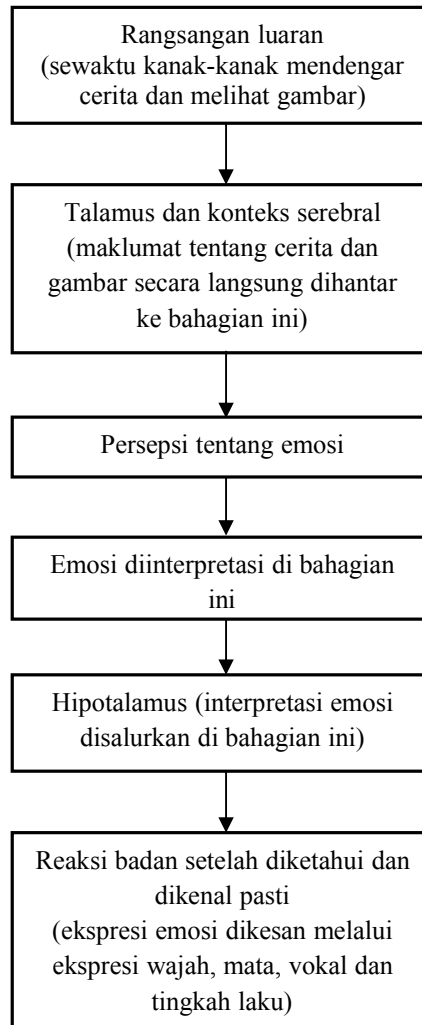 Rangsangan luaran
(sewaktu kanak-kanak mendengar
cerita dan melihat gambar)
Talamus dan konteks serebral
(maklumat tentang cerita dan
gambar secara langsung dihantar
ke bahagian ini)
Persepsi tentang emosi
Emosi diinterpretasi di bahagian
ini
Hipotalamus (interpretasi emosi
disalurkan di bahagian ini)
Reaksi badan setelah diketahui dan
dikenal pasti
(ekspresi emosi dikesan melalui
ekspresi wajah, mata, vokal dan
tingkah laku)